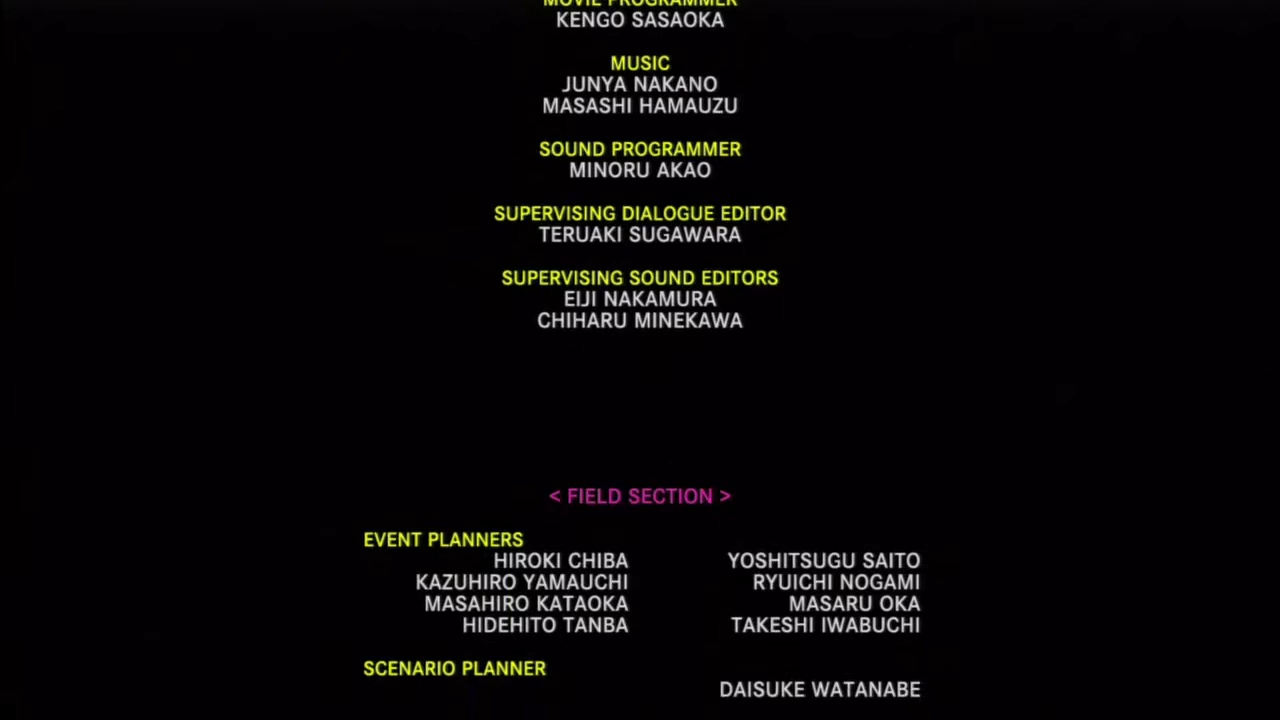 MOVIE PROGRAMMER
KENGO SASAOKA
MUSIC
JUNYA NAKANO
MASASHI HAMAUZU
SOUND PROGRAMMER
MINORU AKAO
SUPERVISING DIALOGUE EDITOR
TERUAKI SUGAWARA
SUPERVISING SOUND EDITORS
EIJI NAKAMURA
CHIHARU MINEKAWA
< FIELD SECTION >
EVENT PLANNERS
HIROKI CHIBA YOSHITSUGU SAITO
KAZUHIRO YAMAUCHI RYUICHI NOGAMI
MASAHIRO KATAOKA MASARU OKA
HIDEHITO TANBA TAKESHI IWABUCHI
SCENARIO PLANNER
DAISUKE WATANABE